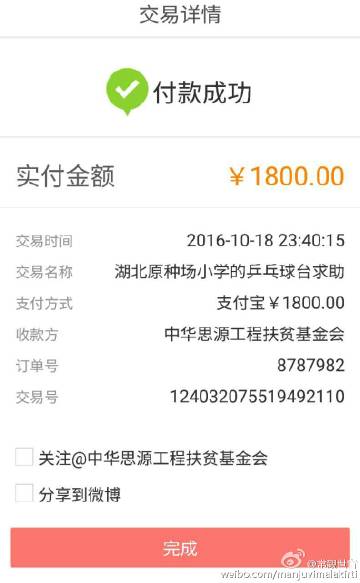 交易详情
付款成功
实付金额 ￥1800.00
交易时间 2016-10-18 23:40:15
交易名称 湖北原种场小学的乒乓球台求助
支付方式 支付宝￥1800.00
收款方 中华思源工程扶贫基金会
订单号 8787982
交易号 124032075519492110
关注@中华思源工程扶贫基金会
分享到微博
完成
weibo.com/manjuvimalakirti